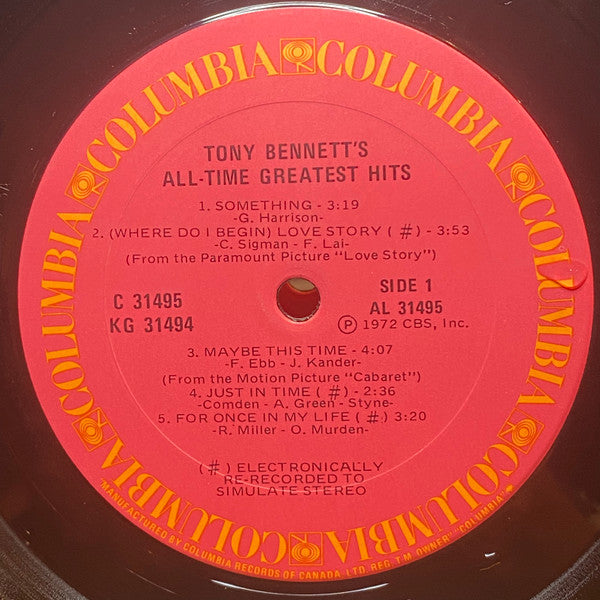 COLUMBIA COLUMBIA COLUMBIA COLUMBIA COLUMBIA COLUMBIA
TONY BENNETT'S
ALL-TIME GREATEST HITS
1. SOMETHING - 3:19
-G. Harrison-
2. (WHERE DO I BEGIN) LOVE STORY (#) - 3:53
-C. Sigman - F. Lai-
(From the Paramount Picture "Love Story")
C 31495
KG 31494
SIDE 1
AL 31495
Ⓟ 1972 CBS, Inc.
3. MAYBE THIS TIME - 4:07
-F. Ebb - J. Kander-
(From the Motion Picture "Cabaret")
4. JUST IN TIME (#) - 2:36
-Comden - A. Green - Styne-
5. FOR ONCE IN MY LIFE (#) 3:20
-R. Miller - O. Murden-
(#) ELECTRONICALLY
RE-RECORDED TO
SIMULATE STEREO
"MANUFACTURED BY COLUMBIA RECORDS OF CANADA, LTD. REG. T.M. OWNER" "COLUMBIA"